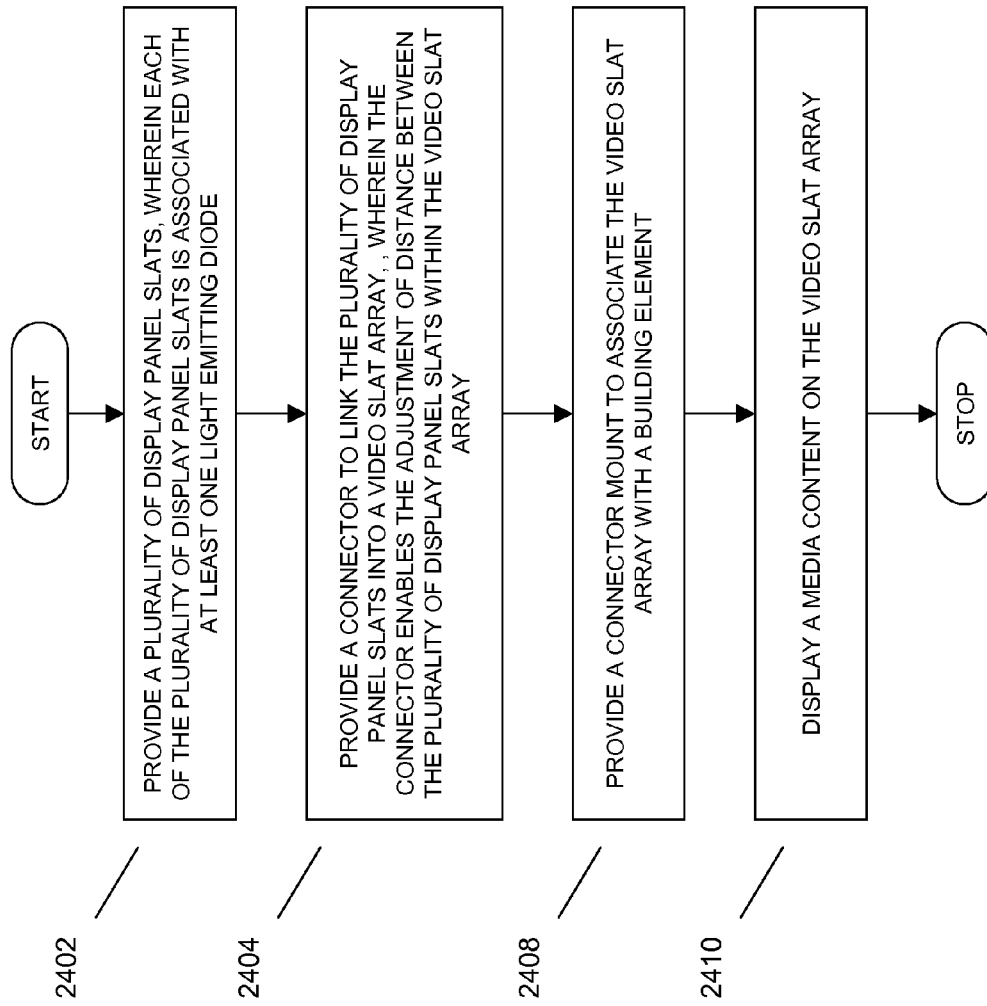 START
2402
PROVIDE A PLURALITY OF DISPLAY PANEL SLATS, WHEREIN EACH
OF THE PLURALITY OF DISPLAY PANEL SLATS IS ASSOCIATED WITH
AT LEAST ONE LIGHT EMITTING DIODE
2404
PROVIDE A CONNECTOR TO LINK THE PLURALITY OF DISPLAY
PANEL SLATS INTO A VIDEO SLAT ARRAY, , WHEREIN THE
CONNECTOR ENABLES THE ADJUSTMENT OF DISTANCE BETWEEN
THE PLURALITY OF DISPLAY PANEL SLATS WITHIN THE VIDEO SLAT
ARRAY
2408
PROVIDE A CONNECTOR MOUNT TO ASSOCIATE THE VIDEO SLAT
ARRAY WITH A BUILDING ELEMENT
2410
DISPLAY A MEDIA CONTENT ON THE VIDEO SLAT ARRAY
STOP